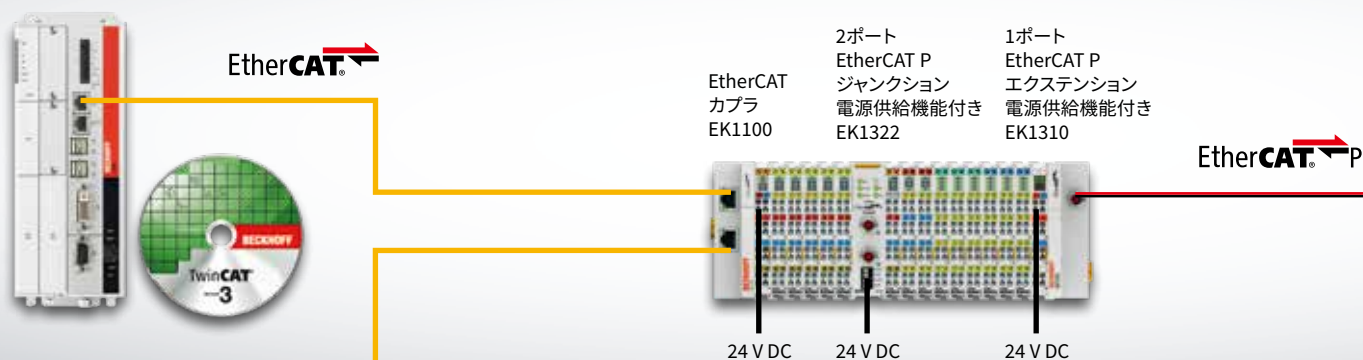 EtherCAT®
EtherCAT
カプラ
EK1100
2ポート
EtherCAT P
ジャンクション
電源供給機能付き
EK1322
1ポート
EtherCAT P
エクステンション
電源供給機能付き
EK1310
EtherCAT® P
BECKHOFF
BECKHOFF
TwinCAT
3
BECKHOFF
24 V DC
24 V DC
24 V DC